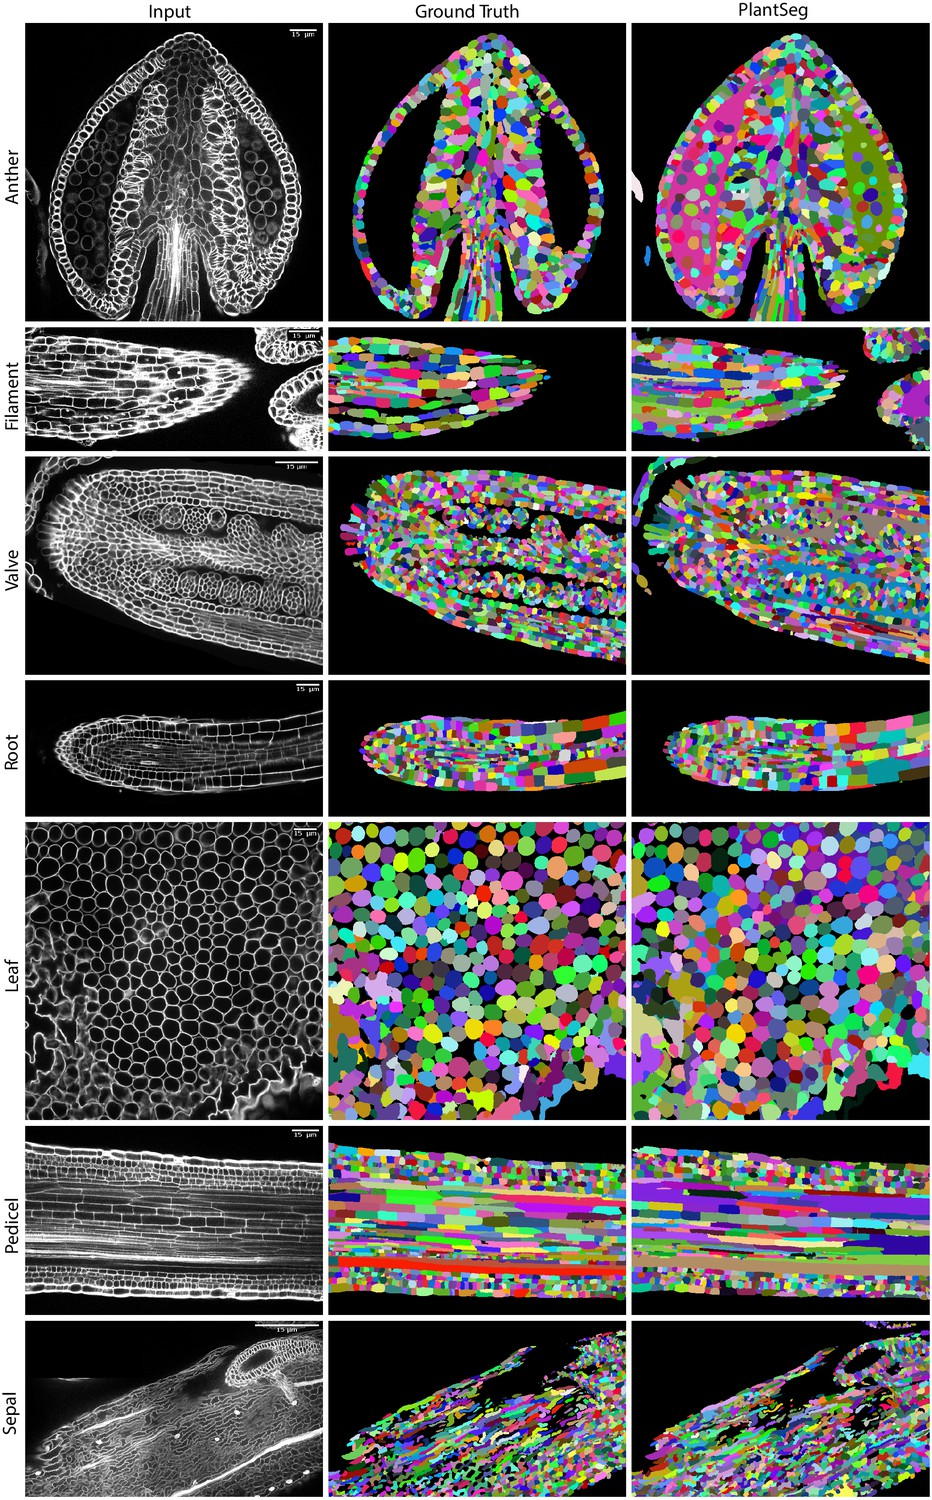 Input Ground Truth PlantSeg
Anther
15 µm
Filament
15 µm
Valve
15 µm
Root
15 µm
Leaf
15 µm
Pedicel
15 µm
Sepal
15 µm